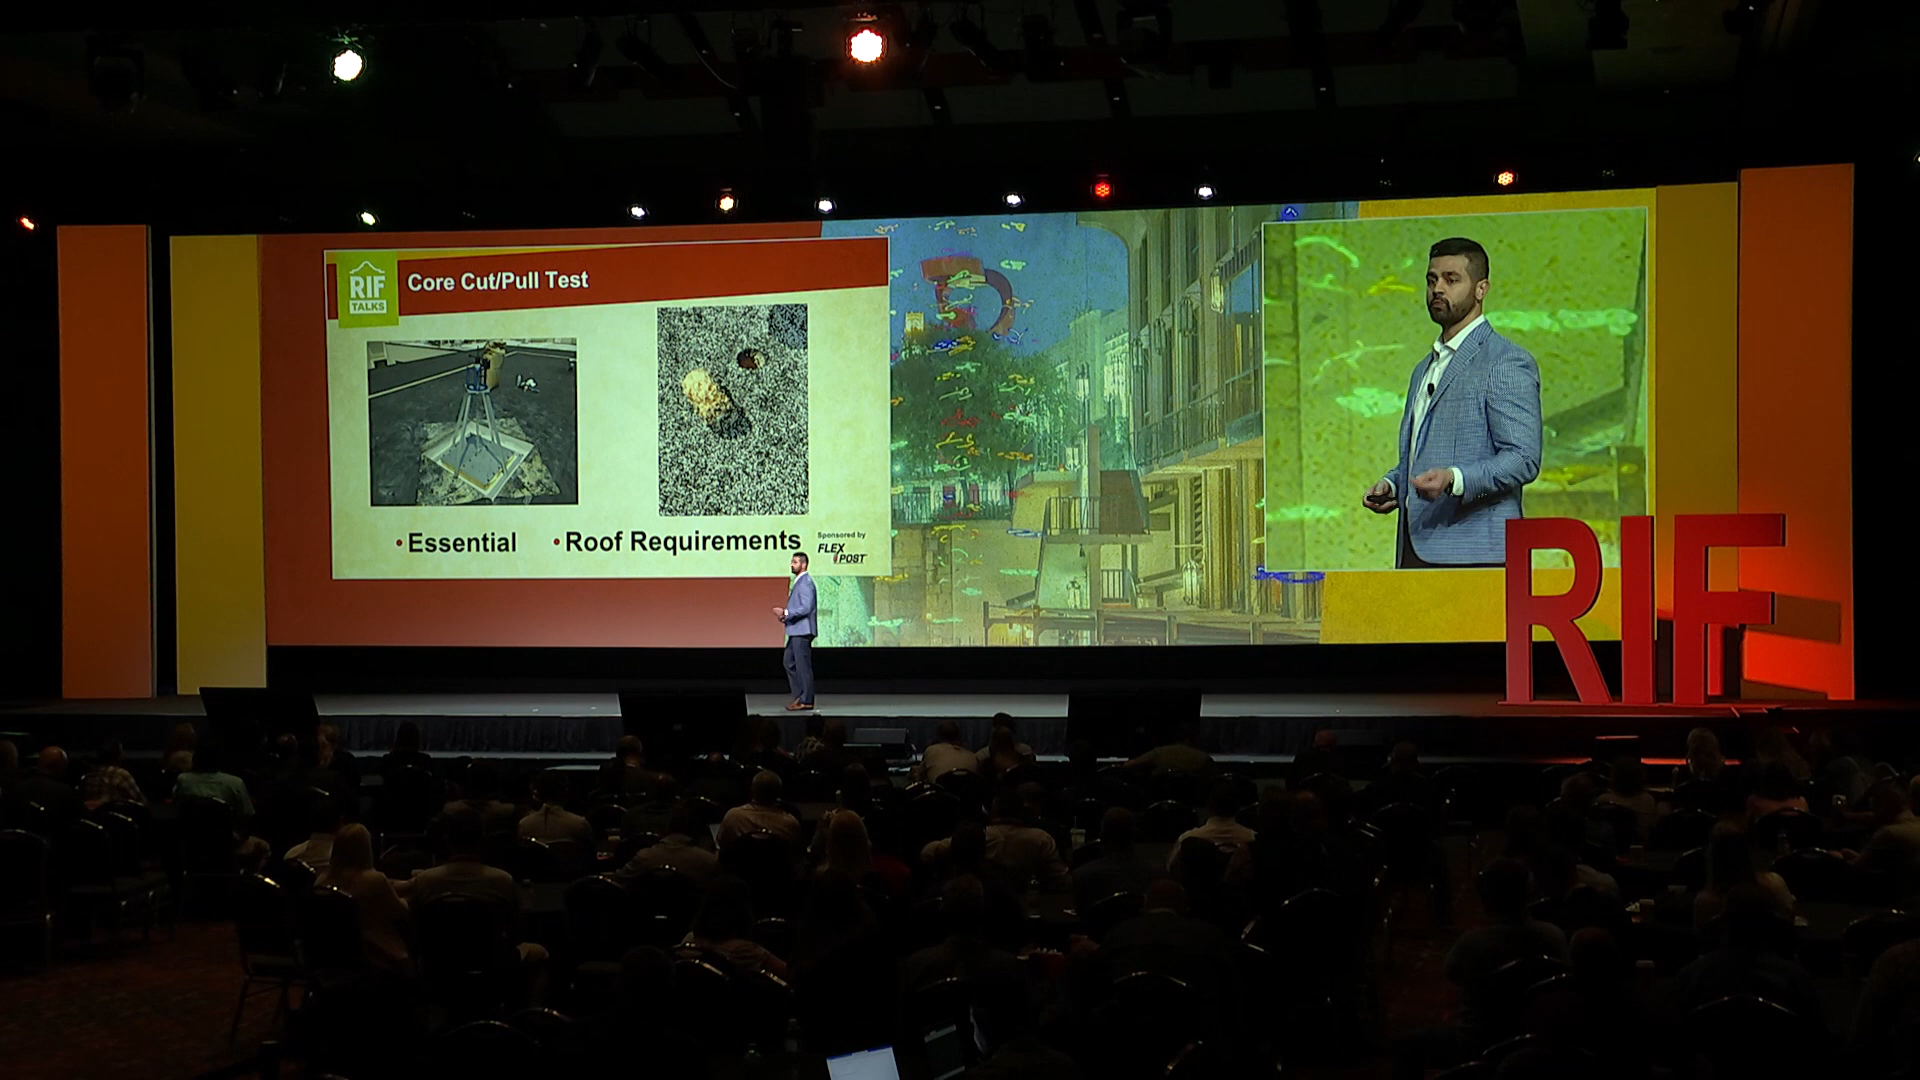 RIF
TALKS
Core Cut/Pull Test
• Essential
• Roof Requirements
Sponsored by
FLEX
POST
RIF